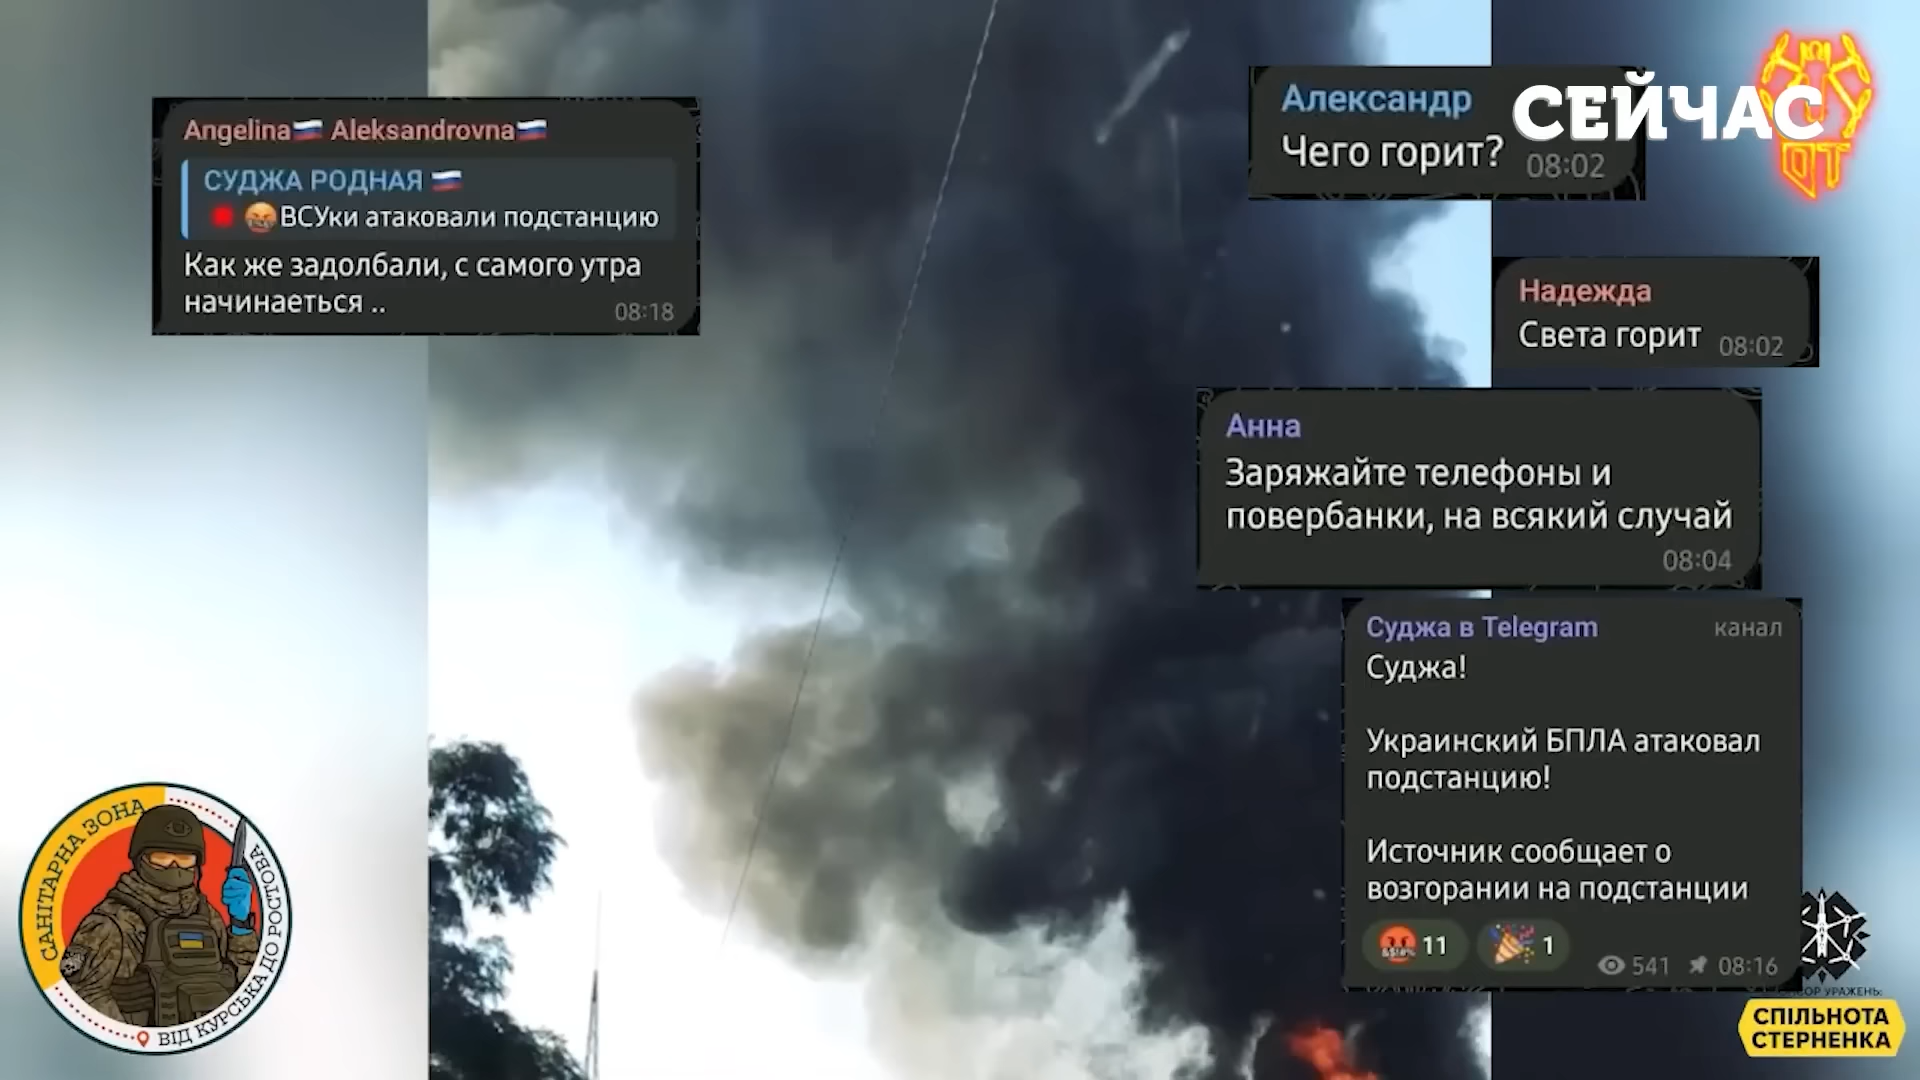 Angelina🇷🇺 Aleksandrovna🇷🇺
СУДЖА РОДНАЯ 🇷🇺
🤬ВСУки атаковали подстанцию
Как же задолбали, с самого утра
начинаеться ..
08:18
Александр
Чего горит? 08:02
СЕЙЧАС
ОТ
Надежда
Света горит 08:02
Анна
Заряжайте телефоны и
повербанки, на всякий случай
08:04
Суджа в Telegram канал
Суджа!
Украинский БПЛА атаковал
подстанцию!
Источник сообщает о
возгорании на подстанции
🤬 11 🎉 1 541 08:16
САНІТАРНА ЗОНА
ВІД КУРСЬКА ДО РОСТОВА
УРАЖЕНЬ:
СПІЛЬНОТА
СТЕРНЕНКА